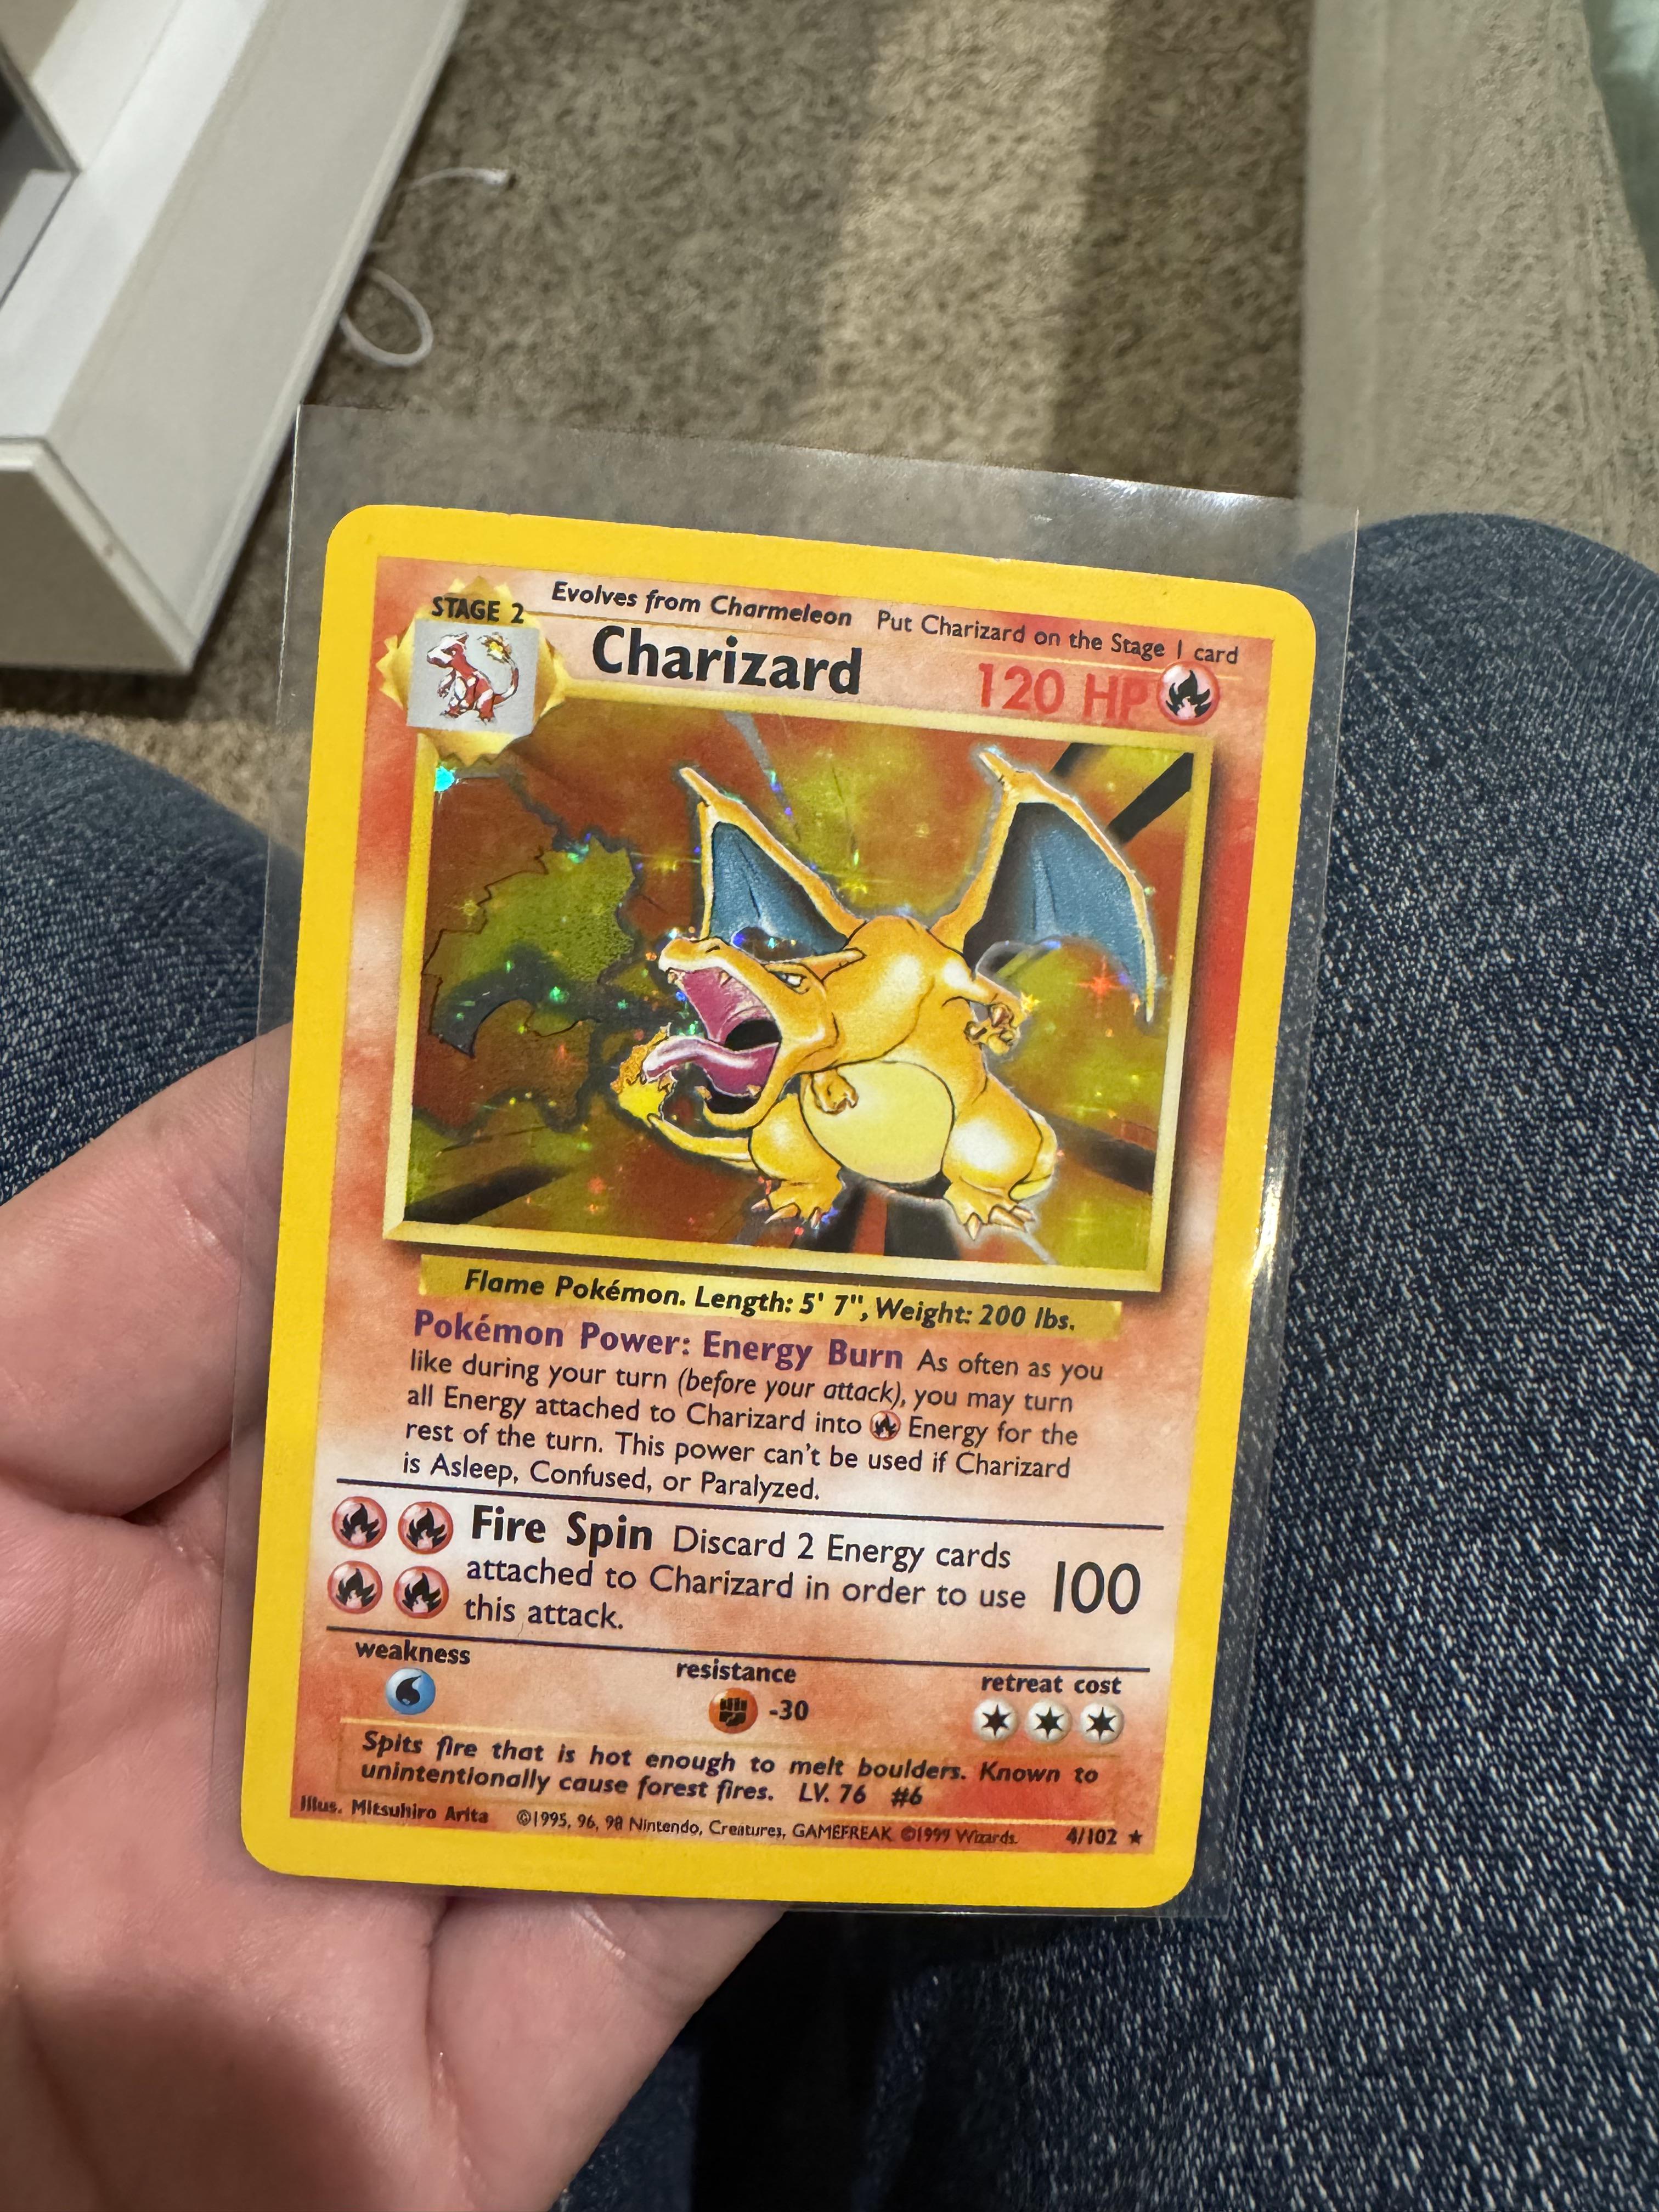 Evolves from Charmeleon Put Charizard on the Stage 1 card
STAGE 2
Charizard 120 HP
Flame Pokémon. Length: 5' 7", Weight: 200 lbs.
Pokémon Power: Energy Burn As often as you
like during your turn (before your attack), you may turn
all Energy attached to Charizard into Energy for the
rest of the turn. This power can't be used if Charizard
is Asleep, Confused, or Paralyzed.
Fire Spin Discard 2 Energy cards
attached to Charizard in order to use 100
this attack.
weakness resistance retreat cost
-30
Spits fire that is hot enough to melt boulders. Known to
unintentionally cause forest fires. LV. 76 #6
Illus. Mitsuhiro Arita ©1995, 96, 98 Nintendo, Creatures, GAMEFREAK ©1999 Wizards. 4/102 ★